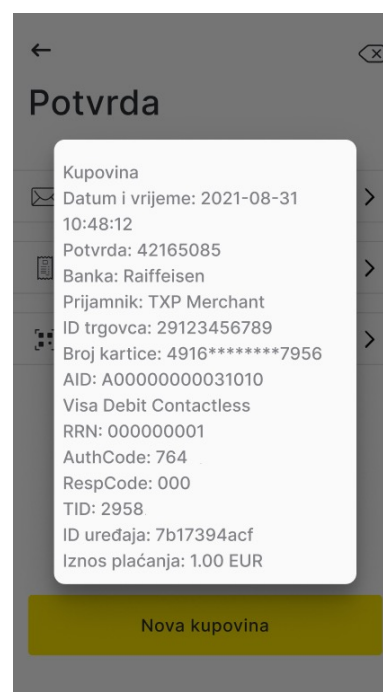 Potvrda
Kupovina
Datum i vrijeme: 2021-08-31
10:48:12
Potvrda: 42165085
Banka: Raiffeisen
Prijamnik: TXP Merchant
ID trgovca: 29123456789
Broj kartice: 4916********7956
AID: A00000000031010
Visa Debit Contactless
RRN: 000000001
AuthCode: 764
RespCode: 000
TID: 2958
ID uređaja: 7b17394acf
Iznos plaćanja: 1.00 EUR
Nova kupovina